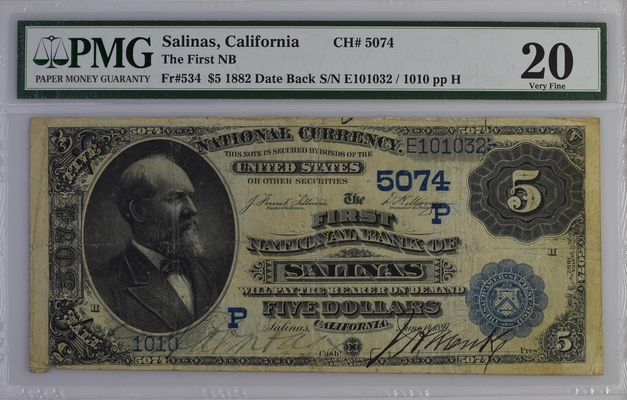 PMG
PAPER MONEY GUARANTY
Salinas, California CH# 5074
The First NB
Fr#534 $5 1882 Date Back S/N E101032 / 1010 pp H
20
Very Fine
5074
NATIONAL CURRENCY
THIS NOTE IS SECURED BY BONDS OF THE
UNITED STATES
OR OTHER SECURITIES
E101032
5074
P
5
The
FIRST
NATIONAL BANK OF
SALINAS
WILL PAY THE BEARER ON DEMAND
FIVE DOLLARS
Salinas, CALIFORNIA
H
H
P
1010
Cash.
Pres.
5
5074